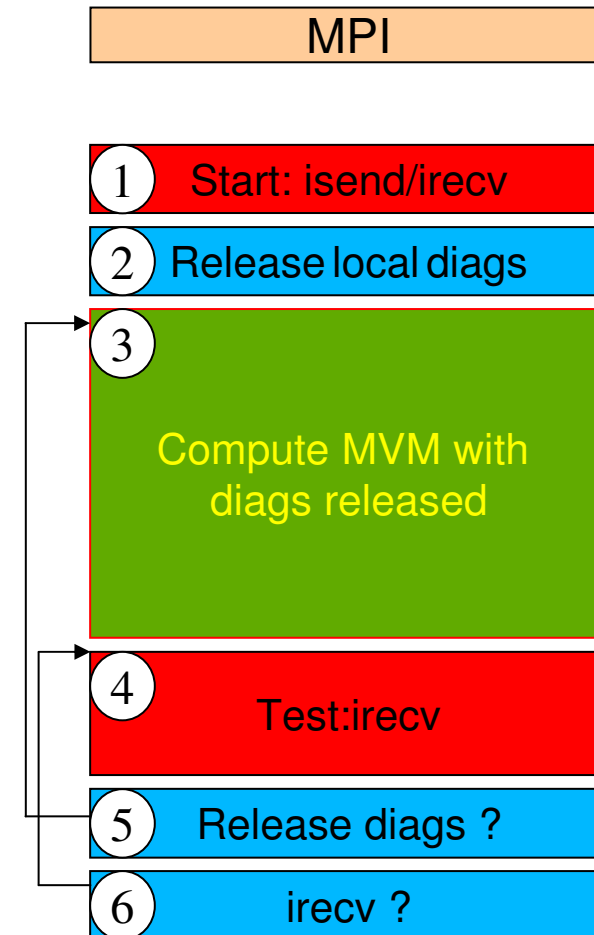 MPI
1 Start: isend/irecv
2 Release local diags
3
Compute MVM with
diags released
4
Test:irecv
5 Release diags ?
6 irecv ?